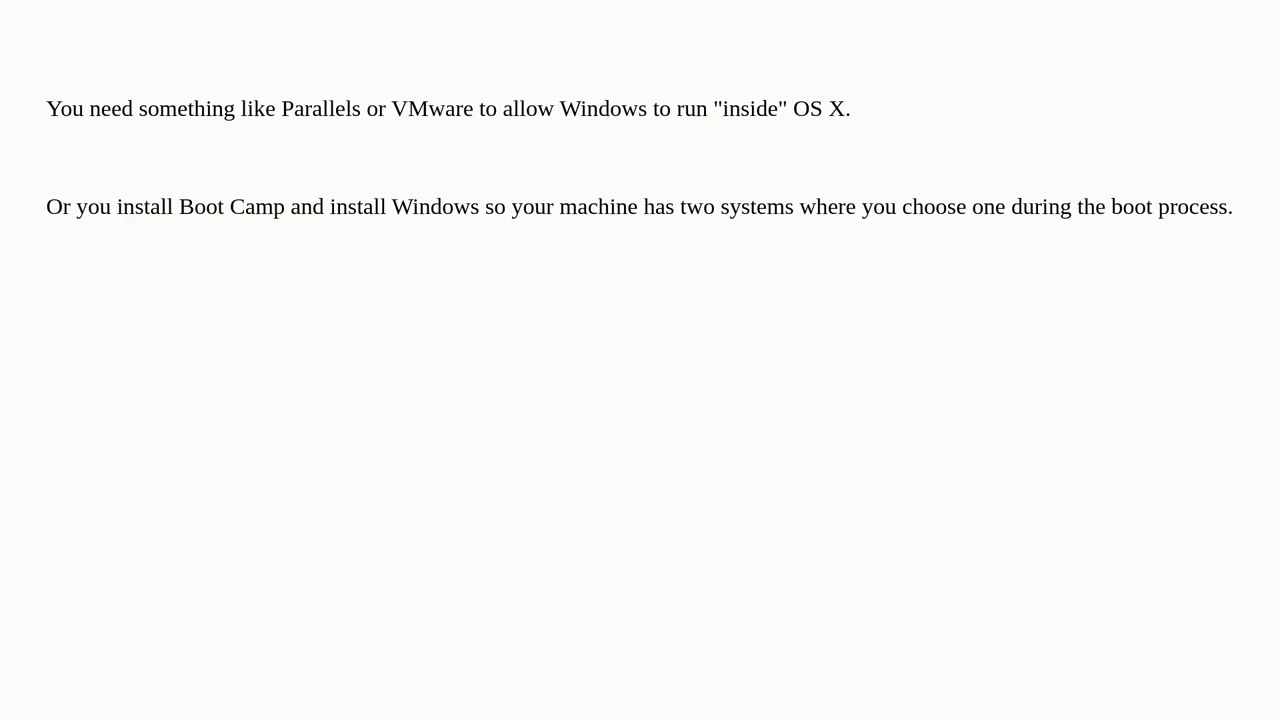 You need something like Parallels or VMware to allow Windows to run "inside" OS X.
Or you install Boot Camp and install Windows so your machine has two systems where you choose one during the boot process.